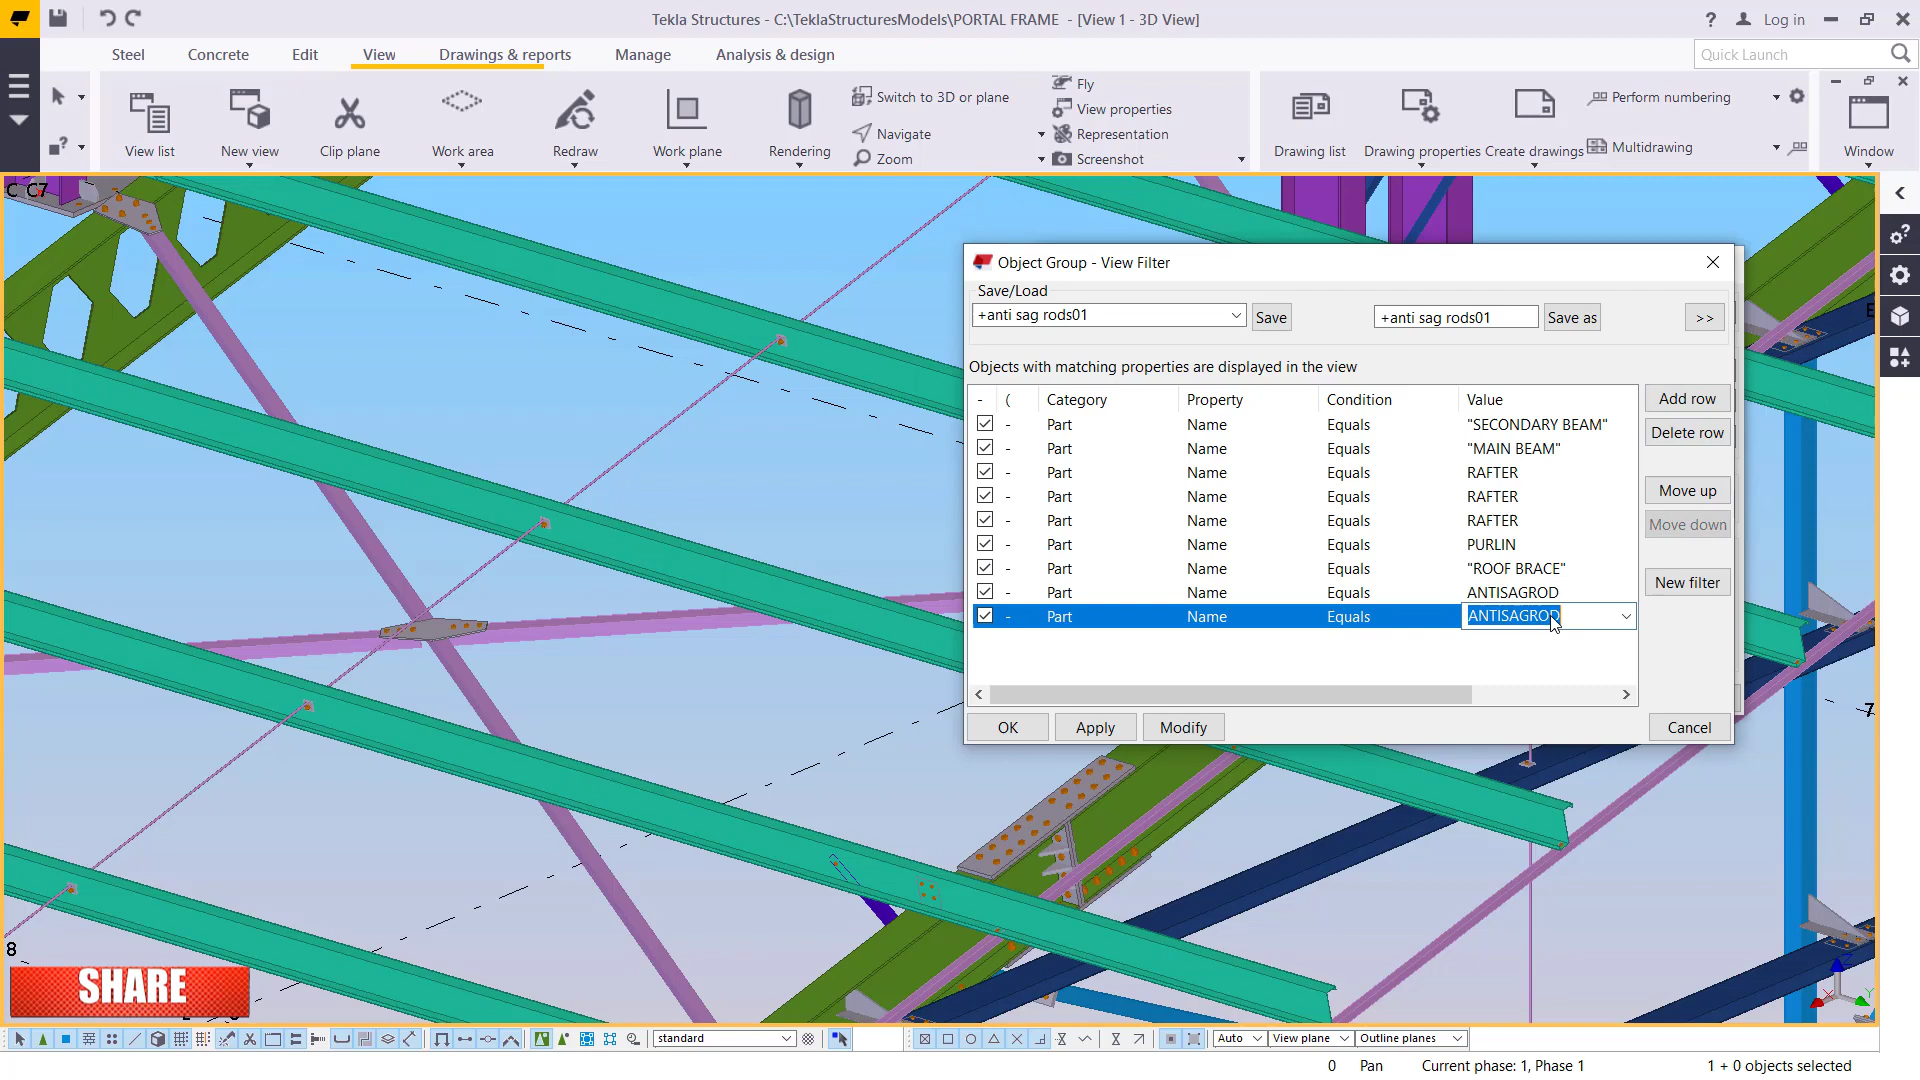 Tekla Structures - C:\TeklaStructuresModels\PORTAL FRAME - [View 1 - 3D View]
? Log in
Steel Concrete Edit View Drawings & reports Manage Analysis & design
Quick Launch
View list
New view
Clip plane
Work area
Redraw
Work plane
Rendering
Switch to 3D or plane
Navigate
Zoom
Fly
View properties
Representation
Screenshot
Drawing list
Drawing properties
Create drawings
Perform numbering
Multidrawing
Window
C C7
Object Group - View Filter
Save/Load
+anti sag rods01 Save +anti sag rods01 Save as >>
Objects with matching properties are displayed in the view
- ( Category Property Condition Value
- Part Name Equals "SECONDARY BEAM"
- Part Name Equals "MAIN BEAM"
- Part Name Equals RAFTER
- Part Name Equals RAFTER
- Part Name Equals RAFTER
- Part Name Equals PURLIN
- Part Name Equals "ROOF BRACE"
- Part Name Equals ANTISAGROD
- Part Name Equals ANTISAGROD
Add row
Delete row
Move up
Move down
New filter
OK Apply Modify Cancel
E
7
8
SHARE
Z
X
Y
standard
Auto View plane Outline planes
0 Pan Current phase: 1, Phase 1 1 + 0 objects selected